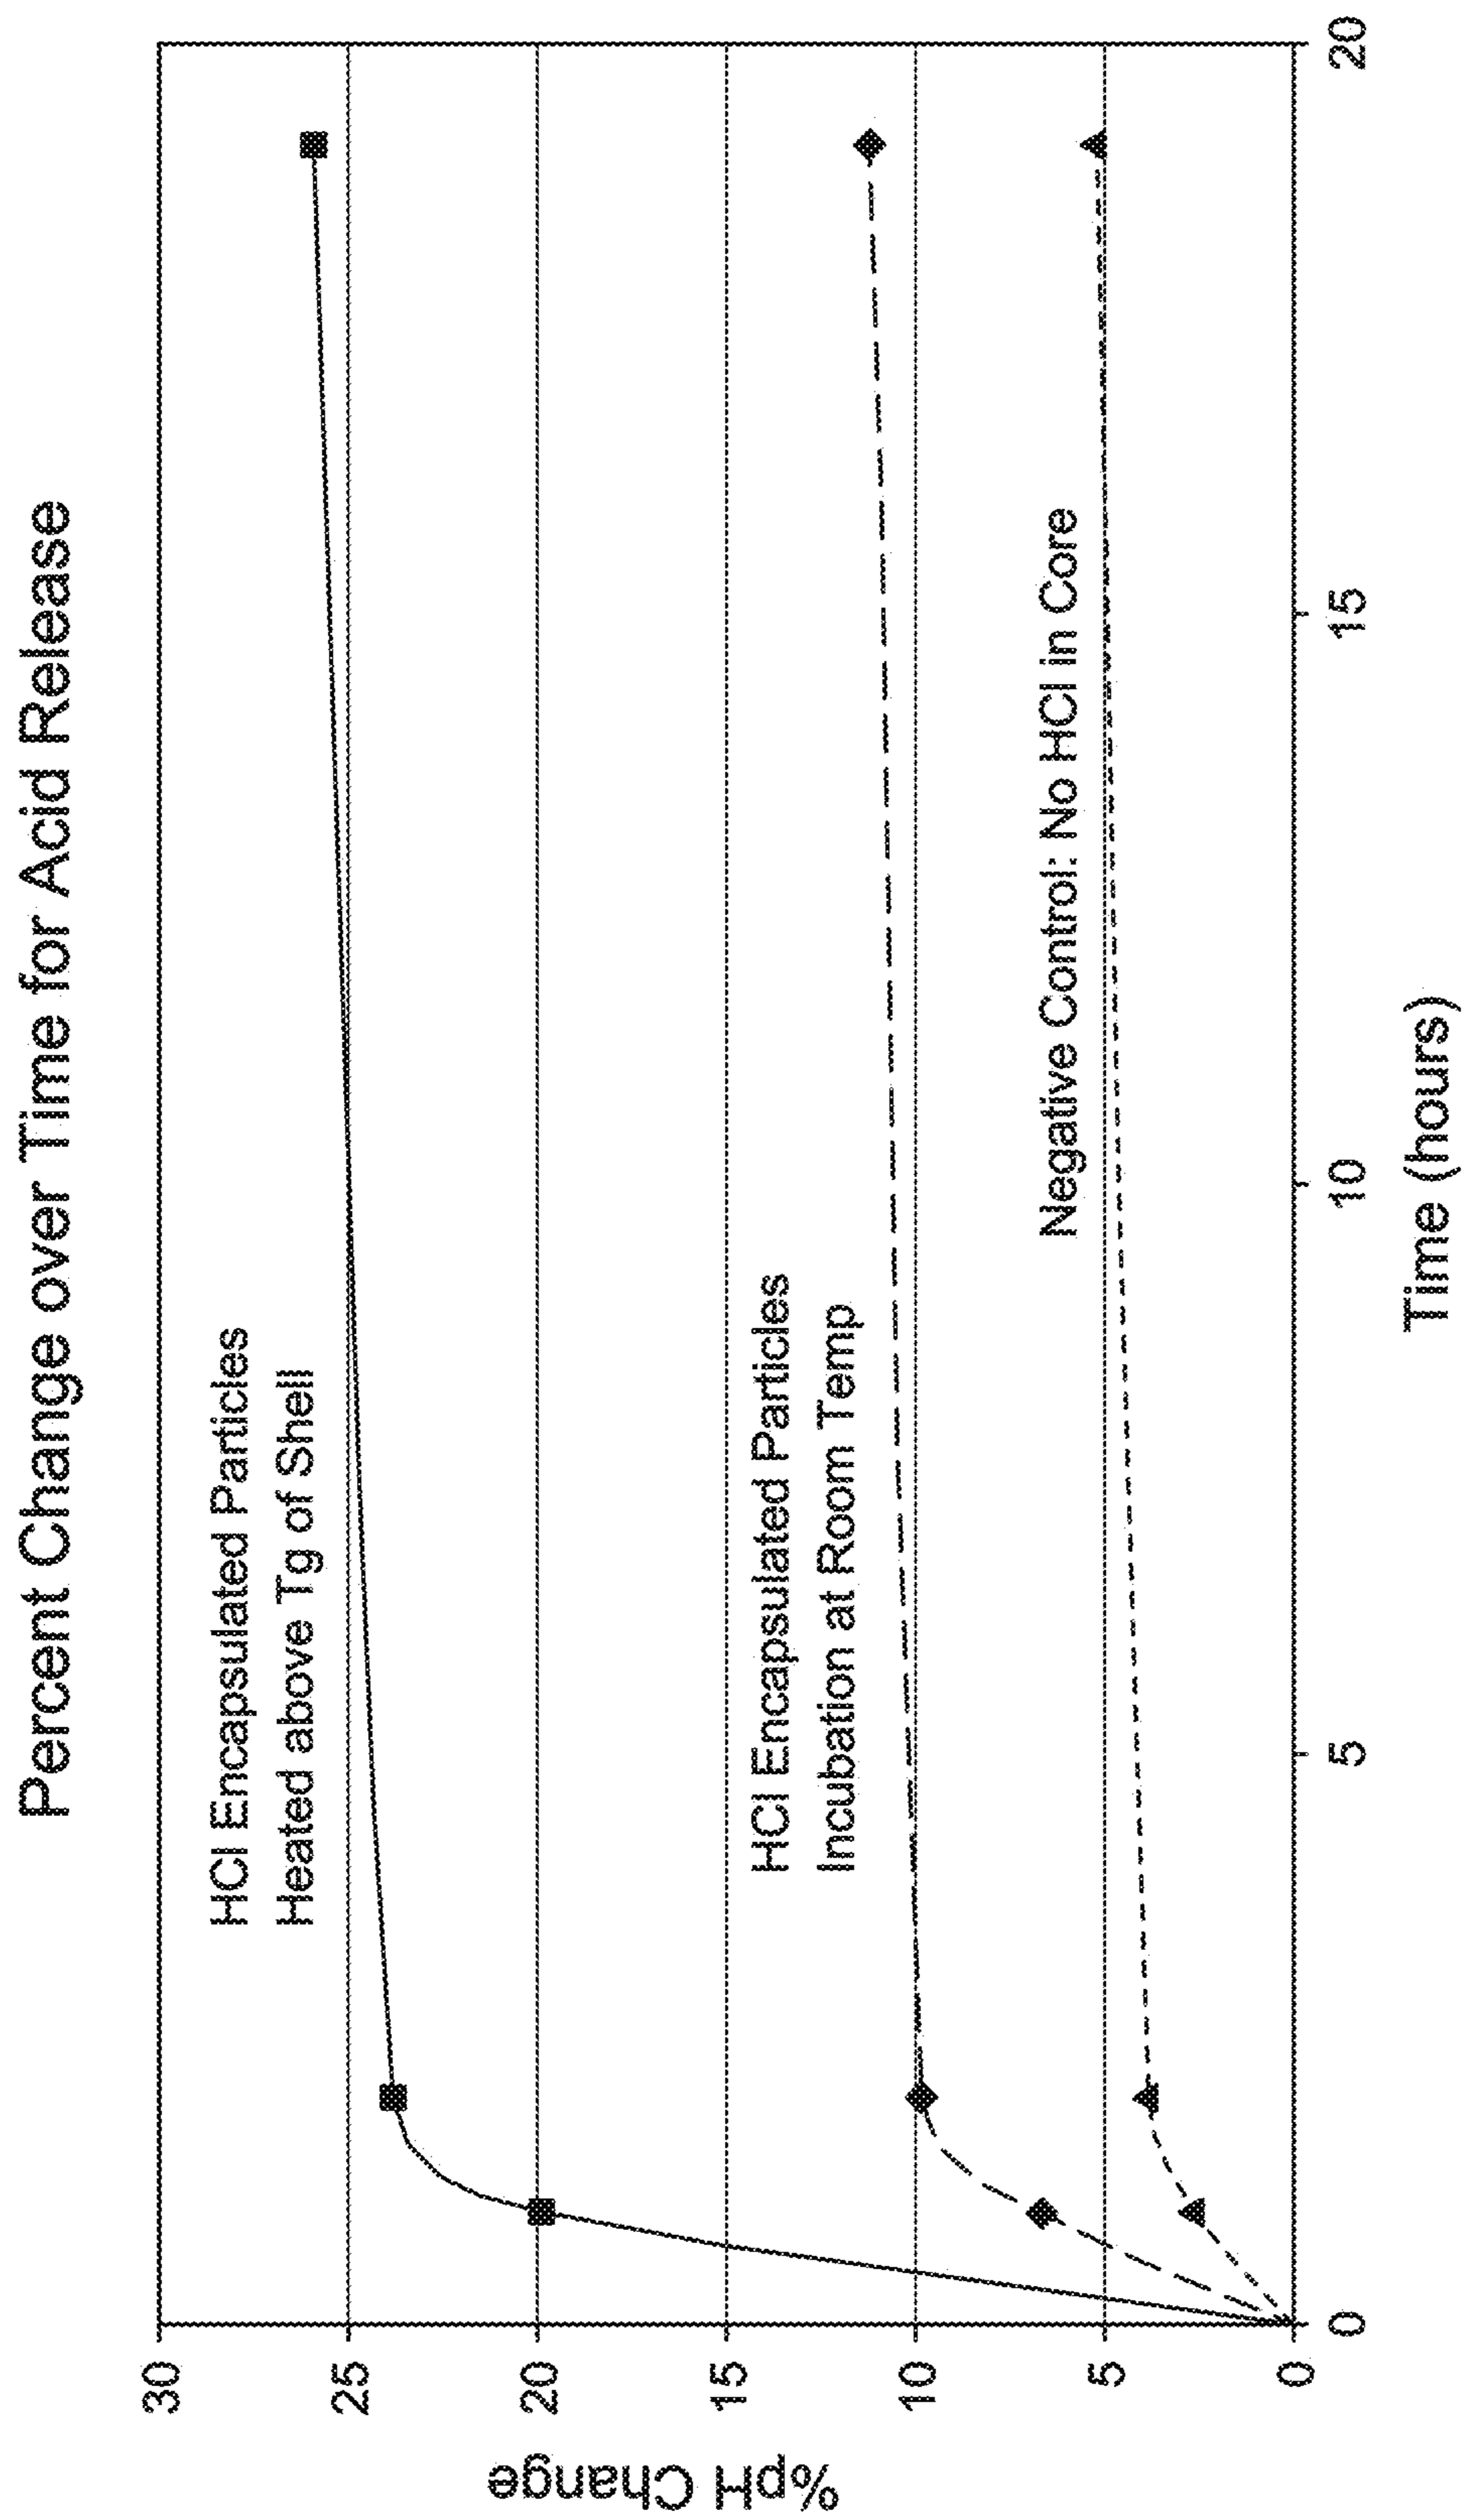 Percent Change over Time for Acid Release
30
25
20
15
10
5
0
%pH Change
HCl Encapsulated Particles
Heated above Tg of Shell
HCl Encapsulated Particles
Incubation at Room Temp
Negative Control: No HCl in Core
0
5
10
15
20
Time (hours)